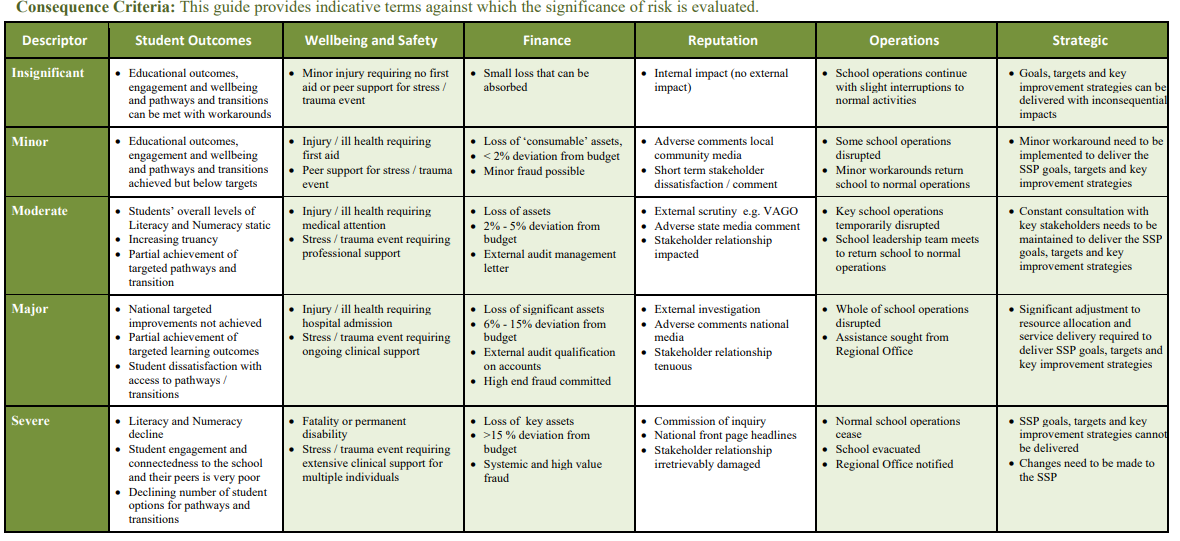 Consequence Criteria: This guide provides indicative terms against which the significance of risk is evaluated.
Descriptor
Student Outcomes
Wellbeing and Safety
Finance
Reputation
Operations
Strategic
Insignificant
• Educational outcomes,
engagement and wellbeing
and pathways and transitions
can be met with workarounds
• Minor injury requiring no first
aid or peer support for stress /
trauma event
• Small loss that can be
absorbed
• Internal impact (no external
impact)
• School operations continue
with slight interruptions to
normal activities
• Goals, targets and key
improvement strategies can be
delivered with inconsequential
impacts
Minor
• Educational outcomes,
engagement and wellbeing
and pathways and transitions
achieved but below targets
• Injury / ill health requiring
first aid
• Peer support for stress / trauma
event
• Loss of ‘consumable’ assets,
• < 2% deviation from budget
• Minor fraud possible
• Adverse comments local
community media
• Short term stakeholder
dissatisfaction / comment
• Some school operations
disrupted
• Minor workarounds return
school to normal operations
• Minor workaround need to be
implemented to deliver the
SSP goals, targets and key
improvement strategies
Moderate
• Students’ overall levels of
Literacy and Numeracy static
• Increasing truancy
• Partial achievement of
targeted pathways and
transition
• Injury / ill health requiring
medical attention
• Stress / trauma event requiring
professional support
• Loss of assets
• 2% - 5% deviation from
budget
• External audit management
letter
• External scrutiny e.g. VAGO
• Adverse state media comment
• Stakeholder relationship
impacted
• Key school operations
temporarily disrupted
• School leadership team meets
to return school to normal
operations
• Constant consultation with
key stakeholders needs to be
maintained to deliver the SSP
goals, targets and key
improvement strategies
Major
• National targeted
improvements not achieved
• Partial achievement of
targeted learning outcomes
• Student dissatisfaction with
access to pathways /
transitions
• Injury / ill health requiring
hospital admission
• Stress / trauma event requiring
ongoing clinical support
• Loss of significant assets
• 6% - 15% deviation from
budget
• External audit qualification
on accounts
• High end fraud committed
• External investigation
• Adverse comments national
media
• Stakeholder relationship
tenuous
• Whole of school operations
disrupted
• Assistance sought from
Regional Office
• Significant adjustment to
resource allocation and
service delivery required to
deliver SSP goals, targets and
key improvement strategies
Severe
• Literacy and Numeracy
decline
• Student engagement and
connectedness to the school
and their peers is very poor
• Declining number of student
options for pathways and
transitions
• Fatality or permanent
disability
• Stress / trauma event requiring
extensive clinical support for
multiple individuals
• Loss of key assets
• >15 % deviation from
budget
• Systemic and high value
fraud
• Commission of inquiry
• National front page headlines
• Stakeholder relationship
irretrievably damaged
• Normal school operations
cease
• School evacuated
• Regional Office notified
• SSP goals, targets and key
improvement strategies cannot
be delivered
• Changes need to be made to
the SSP